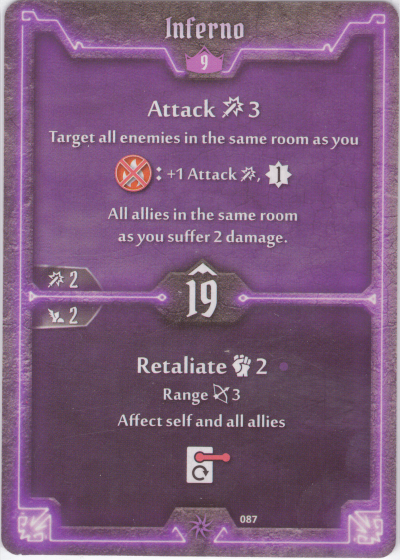 Inferno
9
Attack 3
Target all enemies in the same room as you
: +1 Attack , 1
All allies in the same room
as you suffer 2 damage.
2
19
2
Retaliate 2
Range 3
Affect self and all allies
087